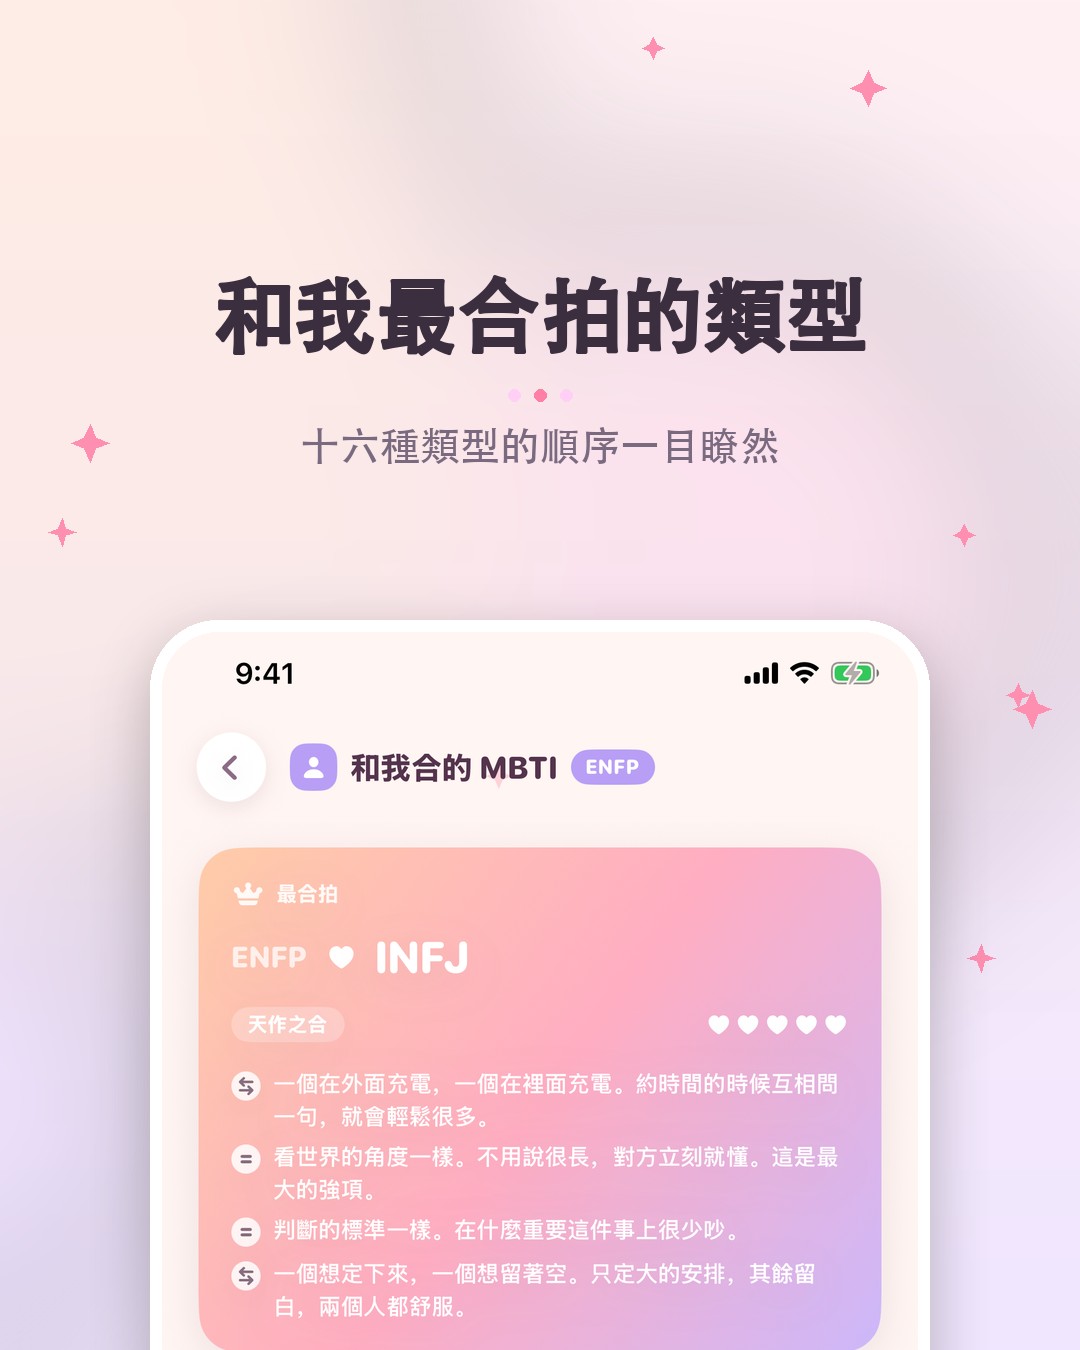 和我最合拍的類型
十六種類型的順序一目瞭然
9:41
和我合的 MBTI ENFP
最合拍
ENFP INFJ
天作之合
一個在外面充電，一個在裡面充電。約時間的時候互相問
一句，就會輕鬆很多。
看世界的角度一樣。不用說很長，對方立刻就懂。這是最
大的強項。
判斷的標準一樣。在什麼重要這件事上很少吵。
一個想定下來，一個想留著空。只定大的安排，其餘留
白，兩個人都舒服。